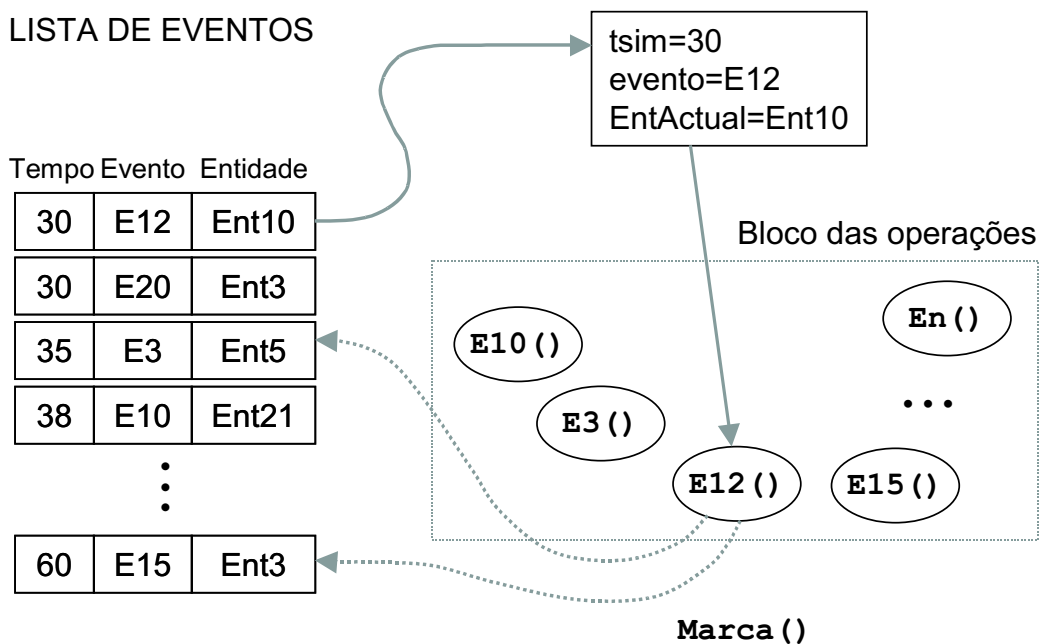 LISTA DE EVENTOS
tsim=30
evento=E12
EntActual=Ent10
Tempo Evento Entidade
30 E12 Ent10
30 E20 Ent3
35 E3 Ent5
38 E10 Ent21
60 E15 Ent3
Bloco das operações
En()
E10()
...
E3()
E12()
E15()
Marca()